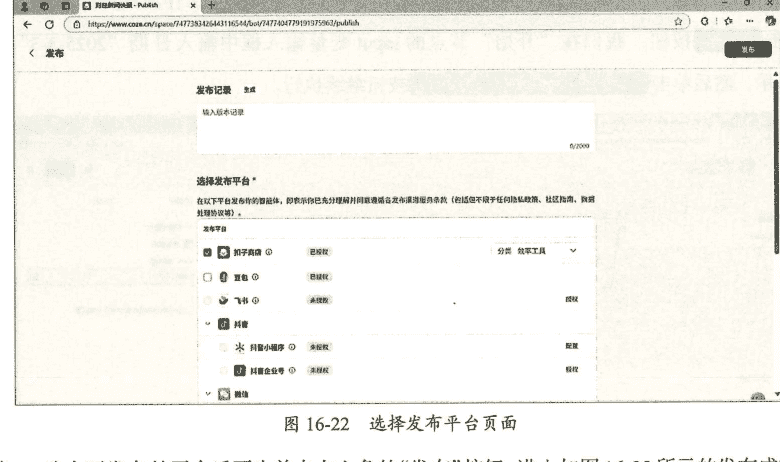 财经新闻快报 - Publish
https://www.coze.cn/space/7477393426443116544/bot/7477404779191975963/publish
发布
发布
发布记录 生成
输入版本记录
0/2000
选择发布平台 *
在以下平台发布你的智能体，即表示你已充分理解并同意遵循各发布渠道服务条款（包括但不限于任何隐私政策、社区指南、数据
处理协议等）。
发布平台
扣子商店 已授权 分类 效率工具
豆包 已授权
飞书 未授权 授权
抖音
抖音小程序 未授权 配置
抖音企业号 未授权 授权
微信
图 16-22 选择发布平台页面